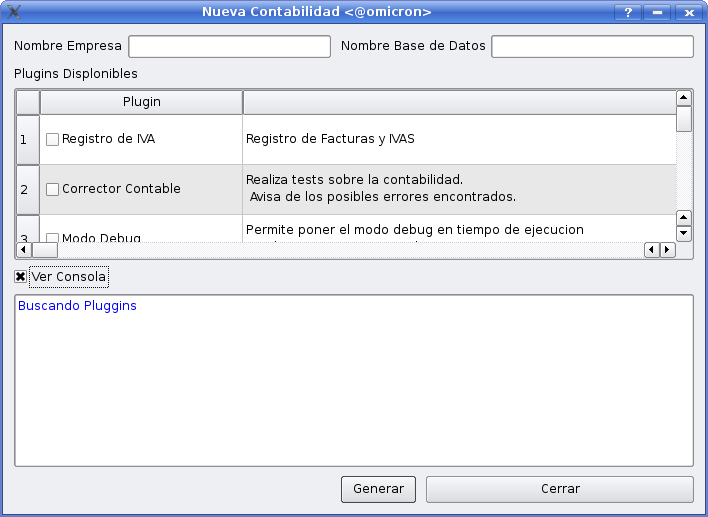 Nueva Contabilidad <@omicron>
Nombre Empresa
Nombre Base de Datos
Plugins Displonibles
Plugin
1
Registro de IVA
Registro de Facturas y IVAS
2
Corrector Contable
Realiza tests sobre la contabilidad.
Avisa de los posibles errores encontrados.
3
Modo Debug
Permite poner el modo debug en tiempo de ejecucion
Ver Consola
Buscando Pluggins
Generar
Cerrar